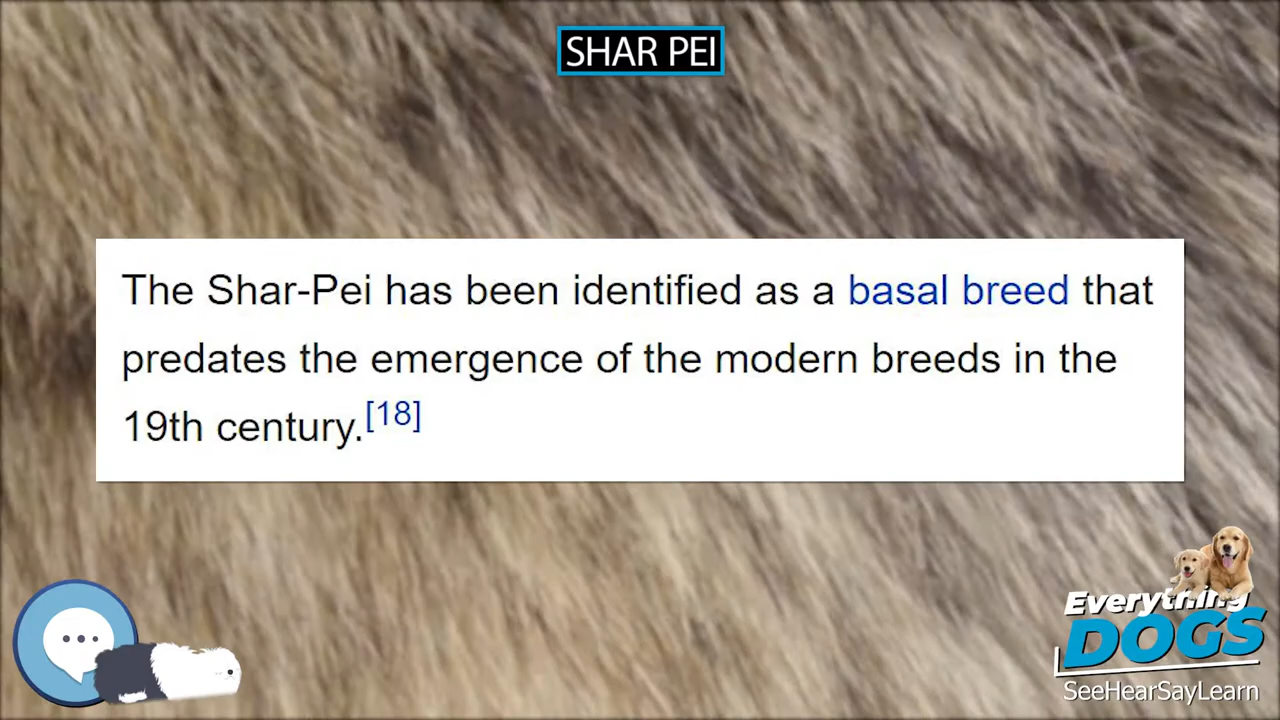 SHAR PEI
The Shar-Pei has been identified as a basal breed that
predates the emergence of the modern breeds in the
19th century.[18]
Everything
DOGS
SeeHearSayLearn